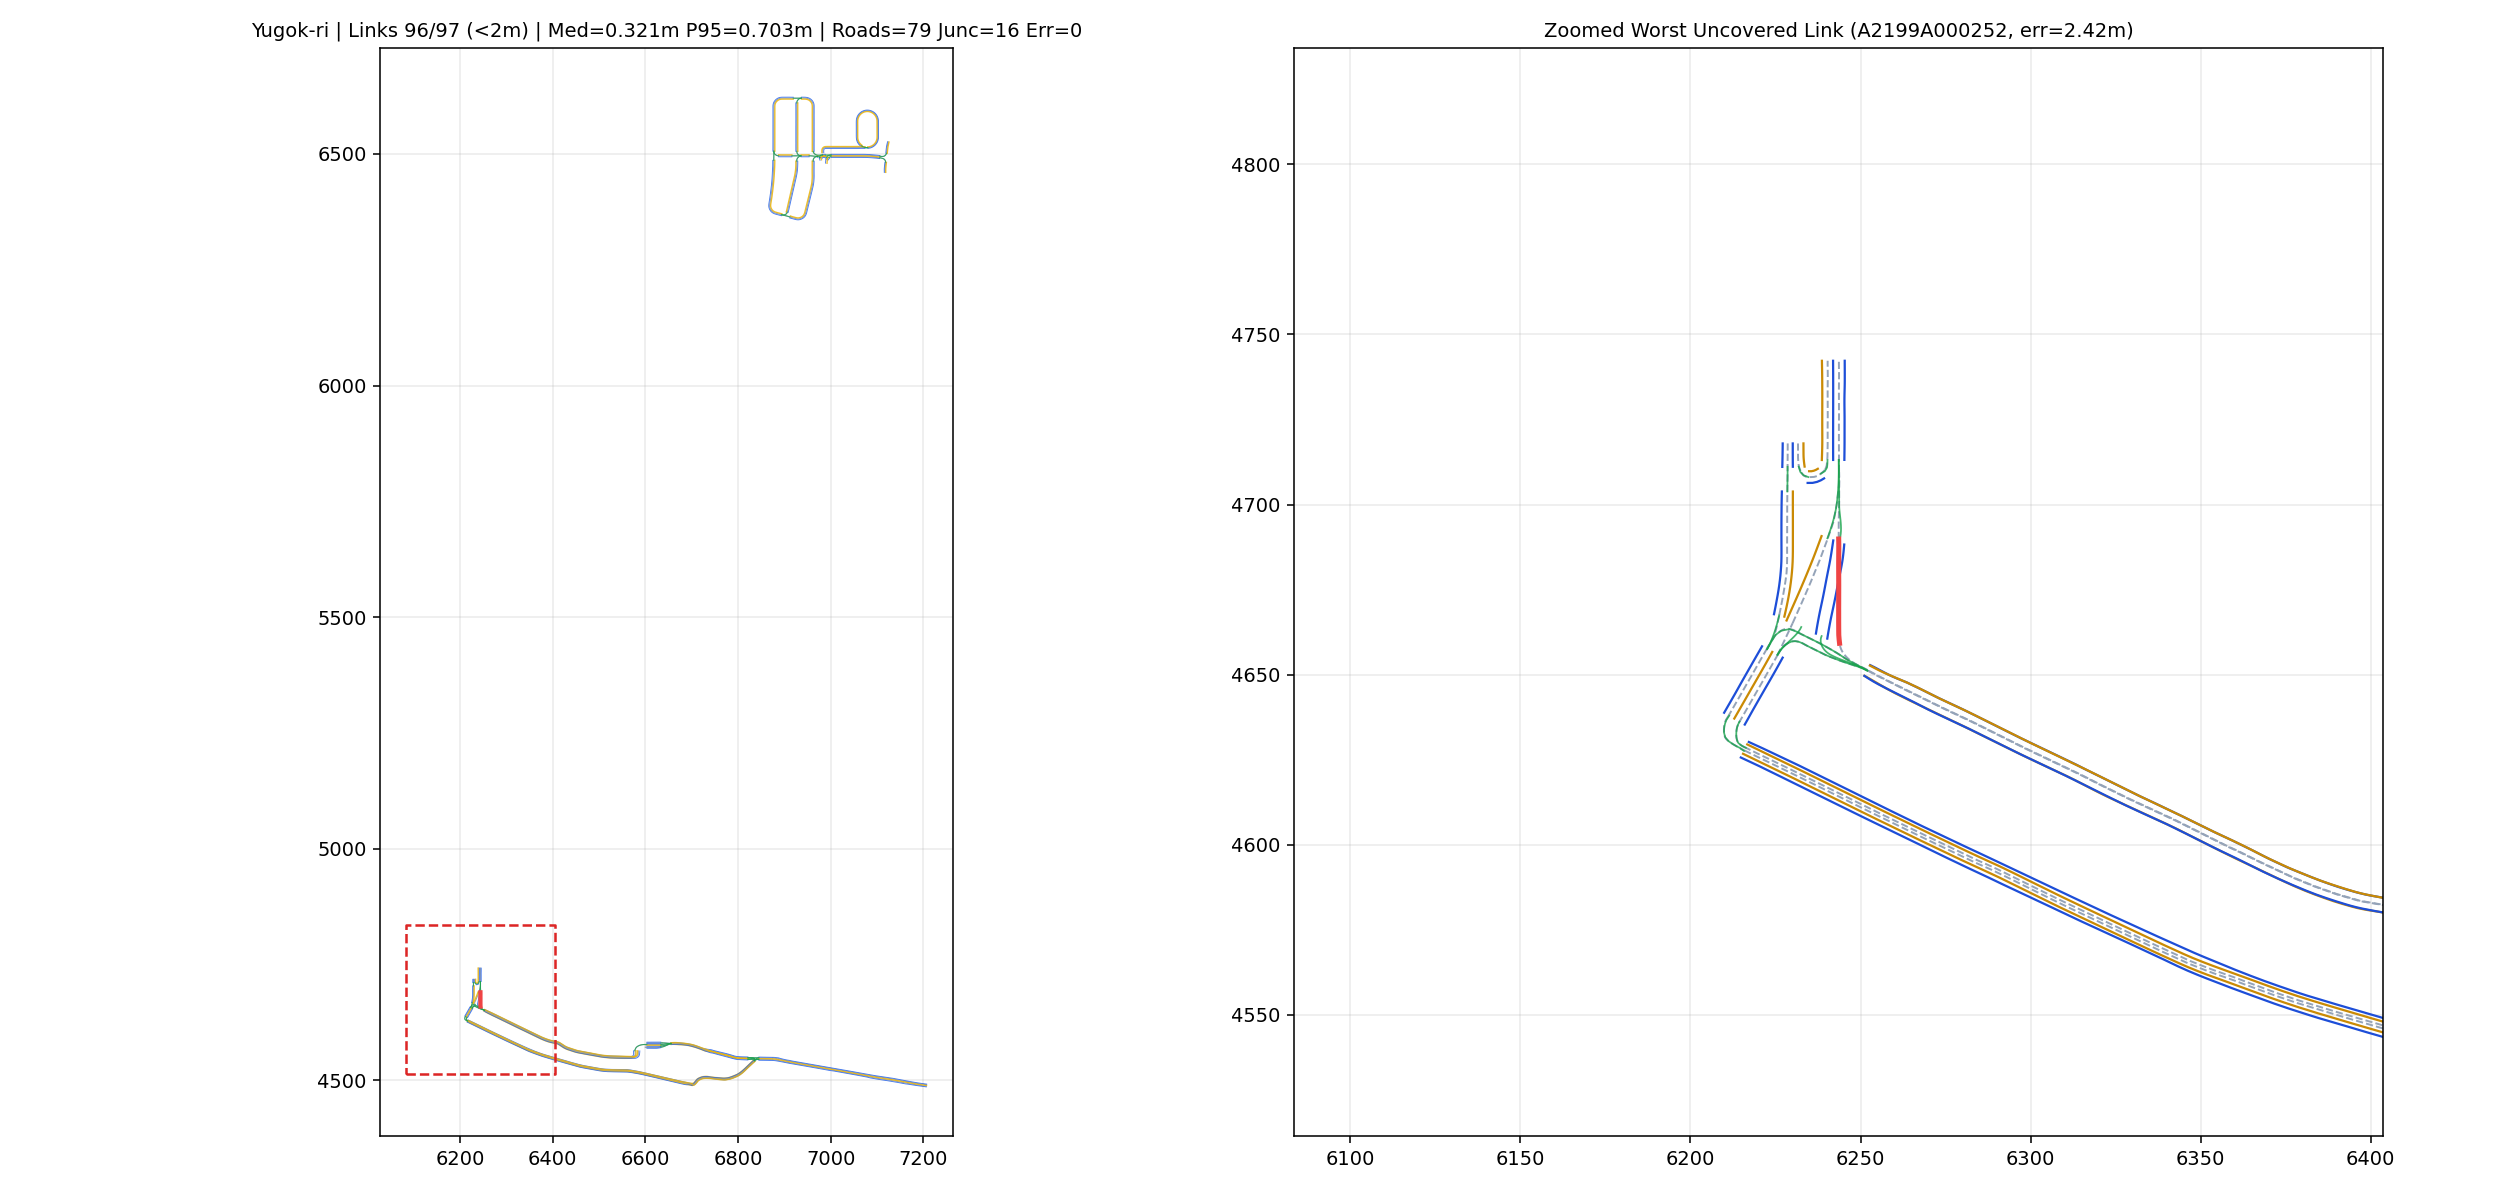 Yugok-ri | Links 96/97 (<2m) | Med=0.321m P95=0.703m | Roads=79 Junc=16 Err=0
6500
6000
5500
5000
4500
6200 6400 6600 6800 7000 7200
Zoomed Worst Uncovered Link (A2199A000252, err=2.42m)
4800
4750
4700
4650
4600
4550
6100 6150 6200 6250 6300 6350 6400